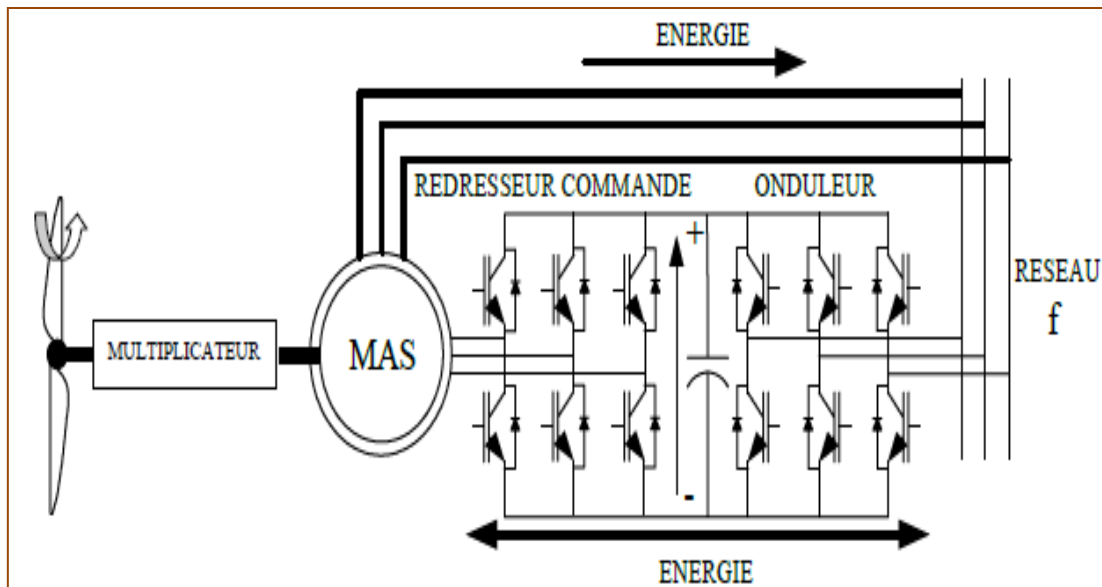 ENERGIE
REDRESSEUR COMMANDE ONDULEUR
+
RESEAU
f
MULTIPLICATEUR
MAS
-
ENERGIE